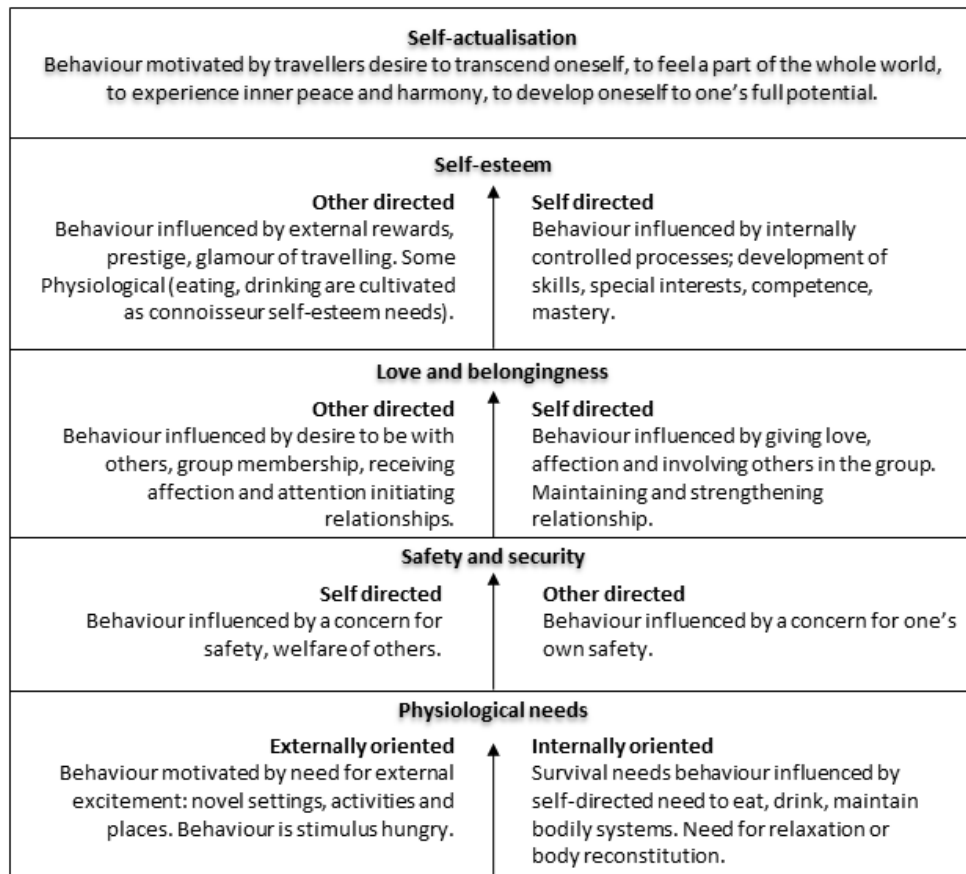 Self-actualisation
Behaviour motivated by travellers desire to transcend oneself, to feel a part of the whole world,
to experience inner peace and harmony, to develop oneself to one's full potential.
Self-esteem
Other directed
Behaviour influenced by external rewards,
prestige, glamour of travelling. Some
Physiological (eating, drinking are cultivated
as connoisseur self-esteem needs).
Self directed
Behaviour influenced by internally
controlled processes; development of
skills, special interests, competence,
mastery.
Love and belongingness
Other directed
Behaviour influenced by desire to be with
others, group membership, receiving
affection and attention initiating
relationships.
Self directed
Behaviour influenced by giving love,
affection and involving others in the group.
Maintaining and strengthening
relationship.
Safety and security
Self directed
Behaviour influenced by a concern for
safety, welfare of others.
Other directed
Behaviour influenced by a concern for one's
own safety.
Physiological needs
Externally oriented
Behaviour motivated by need for external
excitement: novel settings, activities and
places. Behaviour is stimulus hungry.
Internally oriented
Survival needs behaviour influenced by
self-directed need to eat, drink, maintain
bodily systems. Need for relaxation or
body reconstitution.